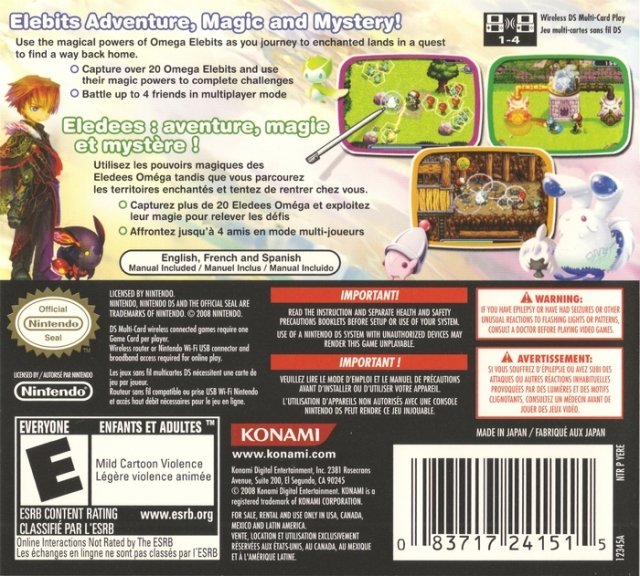 Elebits Adventure, Magic and Mystery!
Use the magical powers of Omega Elebits as you journey to enchanted lands in a quest
to find a way back home.
Capture over 20 Omega Elebits and use
their magic powers to complete challenges
Battle up to 4 friends in multiplayer mode
Wireless DS Multi-Card Play
Jeu multi-cartes sans fil DS
1-4
Eledees : aventure, magie
et mystère !
Utilisez les pouvoirs magiques des
Eledees Oméga tandis que vous parcourez
les territoires enchantés et tentez de rentrer chez vous.
Capturez plus de 20 Eledees Oméga et exploitez
leur magie pour relever les défis
Affrontez jusqu'à 4 amis en mode multi-joueurs
English, French and Spanish
Manual Included / Manuel Inclus / Manual Incluido
Official
Nintendo
Seal
LICENSED BY NINTENDO.
NINTENDO, NINTENDO DS AND THE OFFICIAL SEAL ARE
TRADEMARKS OF NINTENDO. © 2008 NINTENDO.
DS Multi-Card wireless connected games require one
Game Card per player.
Wireless router or Nintendo Wi-Fi USB connector and
broadband access required for online play.
LICENSED BY / AUTORISÉ PAR NINTENDO
Nintendo
Les jeux sans fil multicartes DS nécessitent une carte de
jeu par joueur.
Routeur sans fil compatible ou prise USB Wi-Fi Nintendo
et accès haut débit nécessaires pour le jeu en ligne.
IMPORTANT!
READ THE INSTRUCTION AND SEPARATE HEALTH AND SAFETY
PRECAUTIONS BOOKLETS BEFORE SETUP OR USE OF YOUR SYSTEM.
USE OF A NINTENDO DS SYSTEM WITH UNAUTHORIZED DEVICES MAY
RENDER THIS GAME UNPLAYABLE.
IMPORTANT !
VEUILLEZ LIRE LE MODE D'EMPLOI ET LE MANUEL DE PRÉCAUTIONS
AVANT D'INSTALLER OU D'UTILISER VOTRE APPAREIL.
L'UTILISATION D'APPAREILS NON AUTORISÉS AVEC UNE CONSOLE
NINTENDO DS PEUT RENDRE CE JEU INJOUABLE.
WARNING:
IF YOU HAVE EPILEPSY OR HAVE HAD SEIZURES OR OTHER
UNUSUAL REACTIONS TO FLASHING LIGHTS OR PATTERNS,
CONSULT A DOCTOR BEFORE PLAYING VIDEO GAMES.
AVERTISSEMENT:
SI VOUS SOUFFREZ D'ÉPILEPSIE OU AVEZ SUBI DES
ATTAQUES OU AUTRES RÉACTIONS INHABITUELLES
PROVOQUÉES PAR DES LUMIÈRES ET DES MOTIFS
CLIGNOTANTS, CONSULTEZ UN MÉDECIN AVANT DE
JOUER DES JEUX VIDÉO.
MADE IN JAPAN / FABRIQUÉ AUX JAPON
EVERYONE ENFANTS ET ADULTES ™
E
Mild Cartoon Violence
Légère violence animée
ESRB CONTENT RATING www.esrb.org
CLASSIFIÉ PAR L'ESRB
Online Interactions Not Rated by The ESRB
Les échanges en ligne ne sont pas classés par l'ESRB
KONAMI
www.konami.com
Konami Digital Entertainment, Inc. 2381 Rosecrans
Avenue, Suite 200, El Segundo, CA 90245
© 2008 Konami Digital Entertainment. KONAMI is a
registered trademark of KONAMI CORPORATION.
FOR SALE, RENTAL AND USE ONLY IN USA, CANADA,
MEXICO AND LATIN AMERICA.
VENTE, LOCATION ET UTILISATION EXCLUSIVEMENT
RÉSERVÉES AUX ÉTATS-UNIS, AU CANADA, AU MEXIQUE
ET À L'AMÉRIQUE LATINE.
0 83717 24151 5
NTR P YERE
12345A